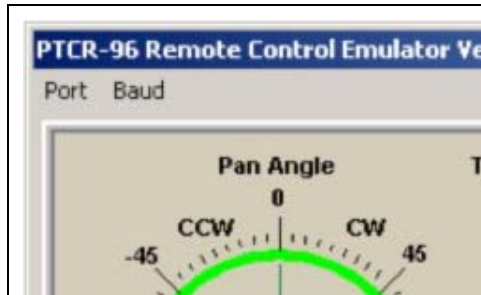 PTCR-96 Remote Control Emulator Ve
Port Baud
Pan Angle T
0
CCW CW
-45 45